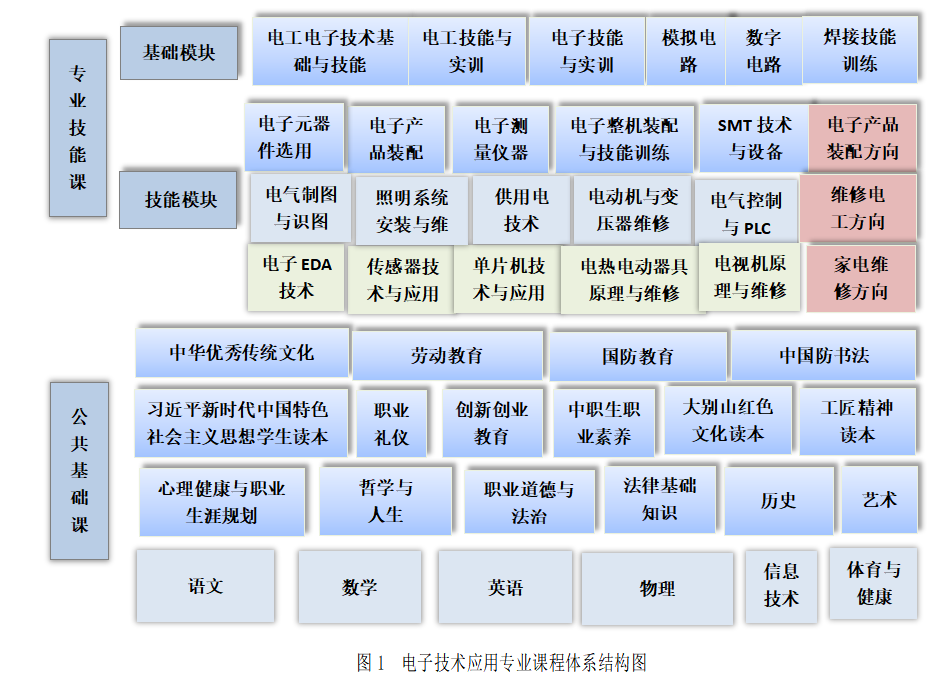 专业技能课
基础模块
电工电子技术基
础与技能
电工技能与
实训
电子技能
与实训
模拟电
路
数字
电路
焊接技能
训练
技能模块
电子元器
件选用
电子产
品装配
电子测
量仪器
电子整机装配
与技能训练
SMT 技术
与设备
电子产品
装配方向
电气制图
与识图
照明系统
安装与维
供用电
技术
电动机与变
压器维修
电气控制
与 PLC
维修电
工方向
电子 EDA
技术
传感器技
术与应用
单片机技
术与应用
电热电动器具
原理与维修
电视机原
理与维修
家电维
修方向
公共基础课
中华优秀传统文化
劳动教育
国防教育
中国防书法
习近平新时代中国特色
社会主义思想学生读本
职业
礼仪
创新创业
教育
中职生职
业素养
大别山红色
文化读本
工匠精神
读本
心理健康与职业
生涯规划
哲学与
人生
职业道德与
法治
法律基础
知识
历史
艺术
语文
数学
英语
物理
信息
技术
体育与
健康
图 1 电子技术应用专业课程体系结构图